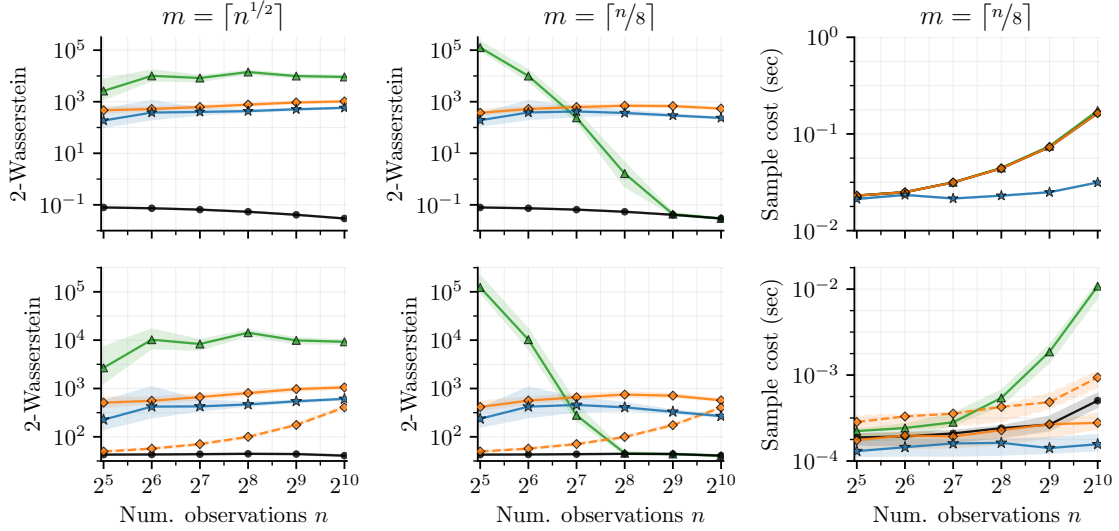 m = ⌈n^{1/2}⌉
m = ⌈n/8⌉
m = ⌈n/8⌉
2-Wasserstein
10^5
10^3
10^1
10^{−1}
2-Wasserstein
10^5
10^3
10^1
10^{−1}
Sample cost (sec)
10^0
10^{−1}
10^{−2}
2-Wasserstein
10^5
10^4
10^3
10^2
2^5 2^6 2^7 2^8 2^9 2^{10}
Num. observations n
2-Wasserstein
10^5
10^4
10^3
10^2
2^5 2^6 2^7 2^8 2^9 2^{10}
Num. observations n
Sample cost (sec)
10^{−2}
10^{−3}
10^{−4}
2^5 2^6 2^7 2^8 2^9 2^{10}
Num. observations n